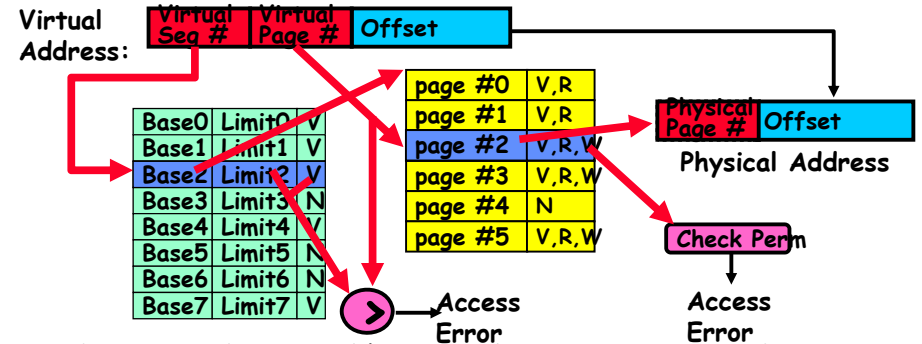 Virtual
Address:
Virtual
Seg #
Virtual
Page #
Offset
page #0 V,R
page #1 V,R
page #2 V,R,W
page #3 V,R,W
page #4 N
page #5 V,R,W
Physical
Page #
Offset
Physical Address
Base0 Limit0 V
Base1 Limit1 V
Base2 Limit2 V
Base3 Limit3 N
Base4 Limit4 V
Base5 Limit5 N
Base6 Limit6 N
Base7 Limit7 V
>
Access
Error
Check Perm
Access
Error